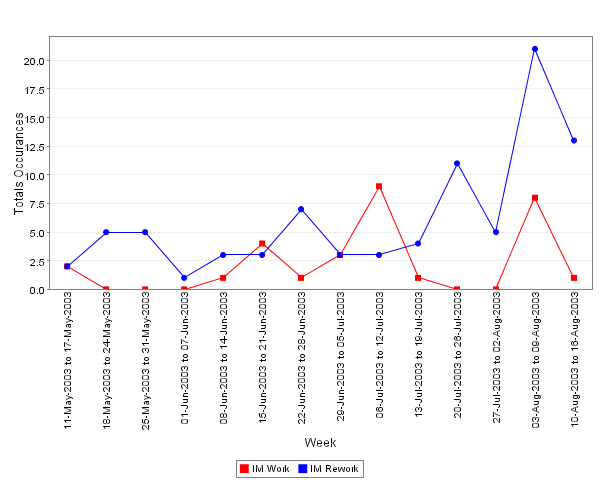 20.0
17.5
15.0
12.5
10.0
7.5
5.0
2.5
0.0
Totals Occurances
11-May-2003 to 17-May-2003
18-May-2003 to 24-May-2003
25-May-2003 to 31-May-2003
01-Jun-2003 to 07-Jun-2003
08-Jun-2003 to 14-Jun-2003
15-Jun-2003 to 21-Jun-2003
22-Jun-2003 to 28-Jun-2003
29-Jun-2003 to 05-Jul-2003
06-Jul-2003 to 12-Jul-2003
13-Jul-2003 to 19-Jul-2003
20-Jul-2003 to 26-Jul-2003
27-Jul-2003 to 02-Aug-2003
03-Aug-2003 to 09-Aug-2003
10-Aug-2003 to 16-Aug-2003
Week
IM Work IM Rework